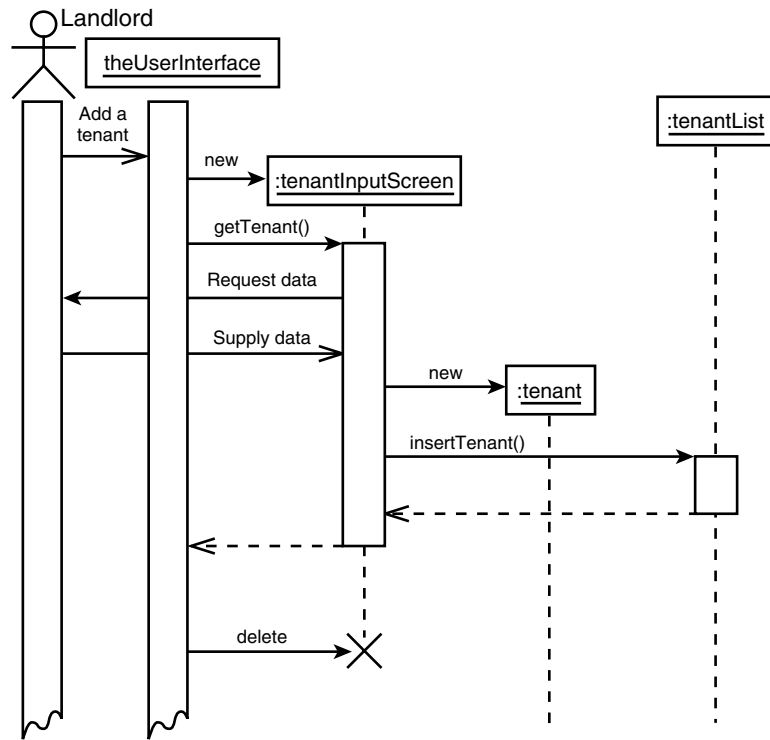 Landlord
theUserInterface
Add a
tenant
:tenantList
new
:tenantInputScreen
getTenant()
Request data
Supply data
new
:tenant
insertTenant()
delete